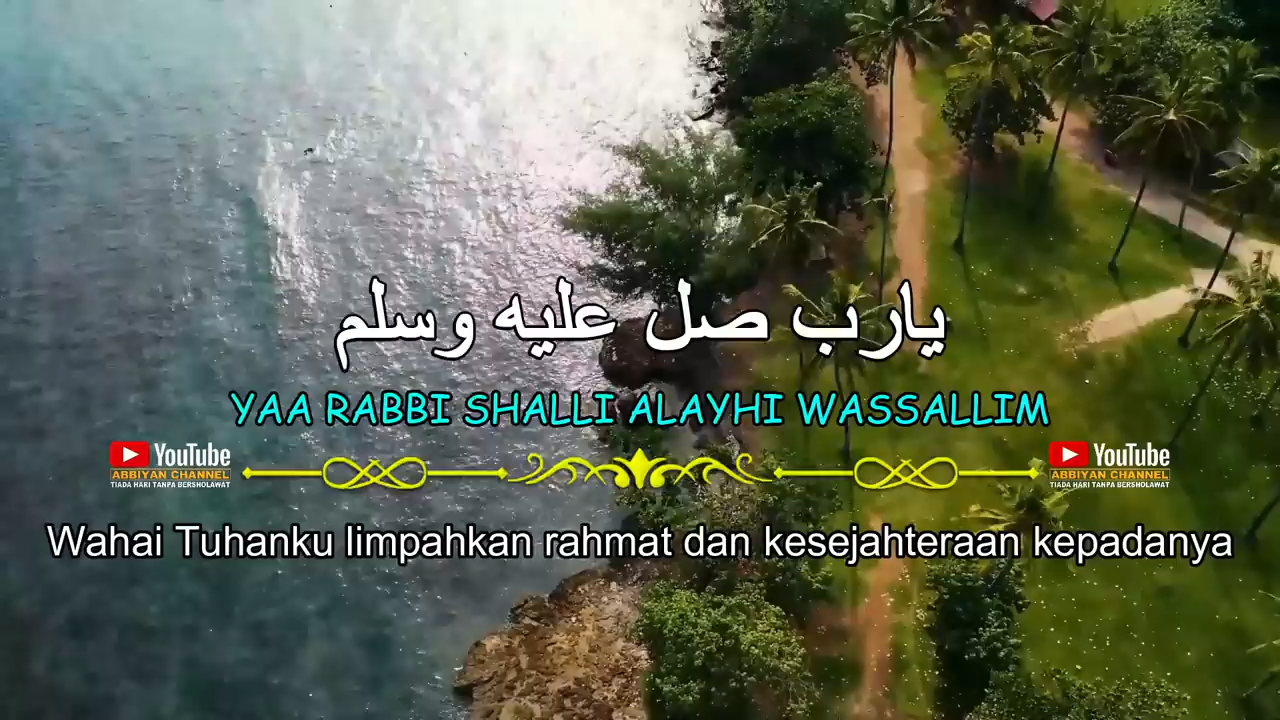 يارب صل عليه وسلم
YAA RABBI SHALLI ALAYHI WASSALLIM
YouTube
ABBIYAN CHANNEL
TIADA HARI TANPA BERSHOLAWAT
YouTube
ABBIYAN CHANNEL
TIADA HARI TANPA BERSHOLAWAT
Wahai Tuhanku limpahkan rahmat dan kesejahteraan kepadanya